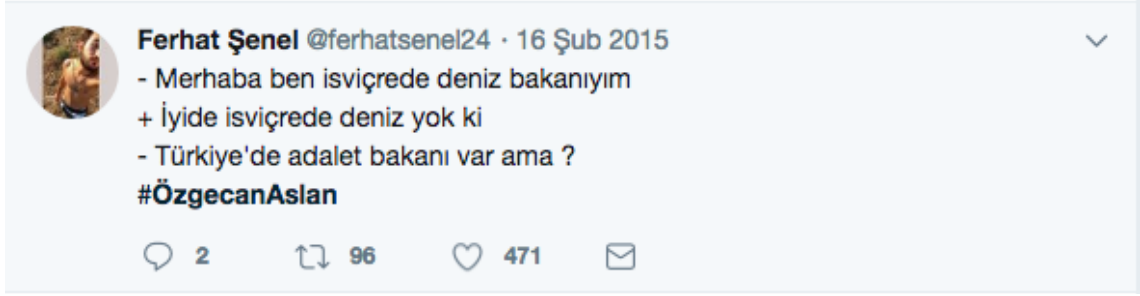 Ferhat Şenel @ferhatsenel24 · 16 Şub 2015
- Merhaba ben isviçrede deniz bakanıyım
+ İyide isviçrede deniz yok ki
- Türkiye'de adalet bakanı var ama ?
#ÖzgecanAslan
2 96 471